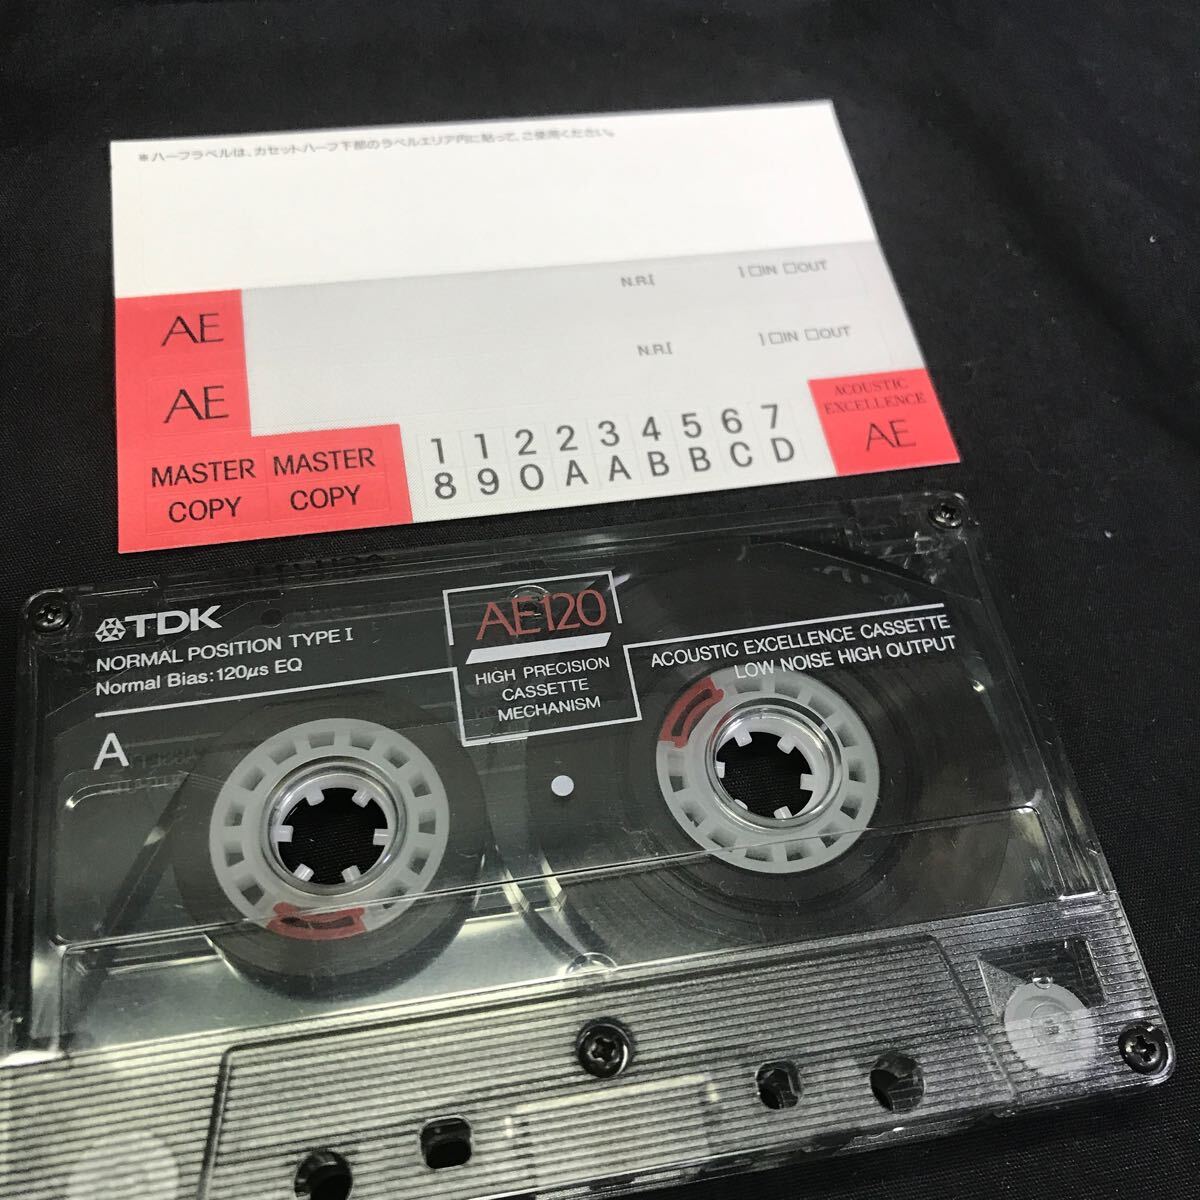 ※ハーフラベルは、カセットハーフ下部のラベルエリア内に貼って、ご使用ください。
N.R.[ ] □IN □OUT
AE
N.R.[ ] □IN □OUT
AE
MASTER MASTER
COPY COPY
1 1 2 2 3 4 5 6 7
8 9 0 A A B B C D
ACOUSTIC
EXCELLENCE
AE
TDK
NORMAL POSITION TYPE I
Normal Bias: 120μs EQ
A
AE120
HIGH PRECISION
CASSETTE
MECHANISM
ACOUSTIC EXCELLENCE CASSETTE
LOW NOISE HIGH OUTPUT